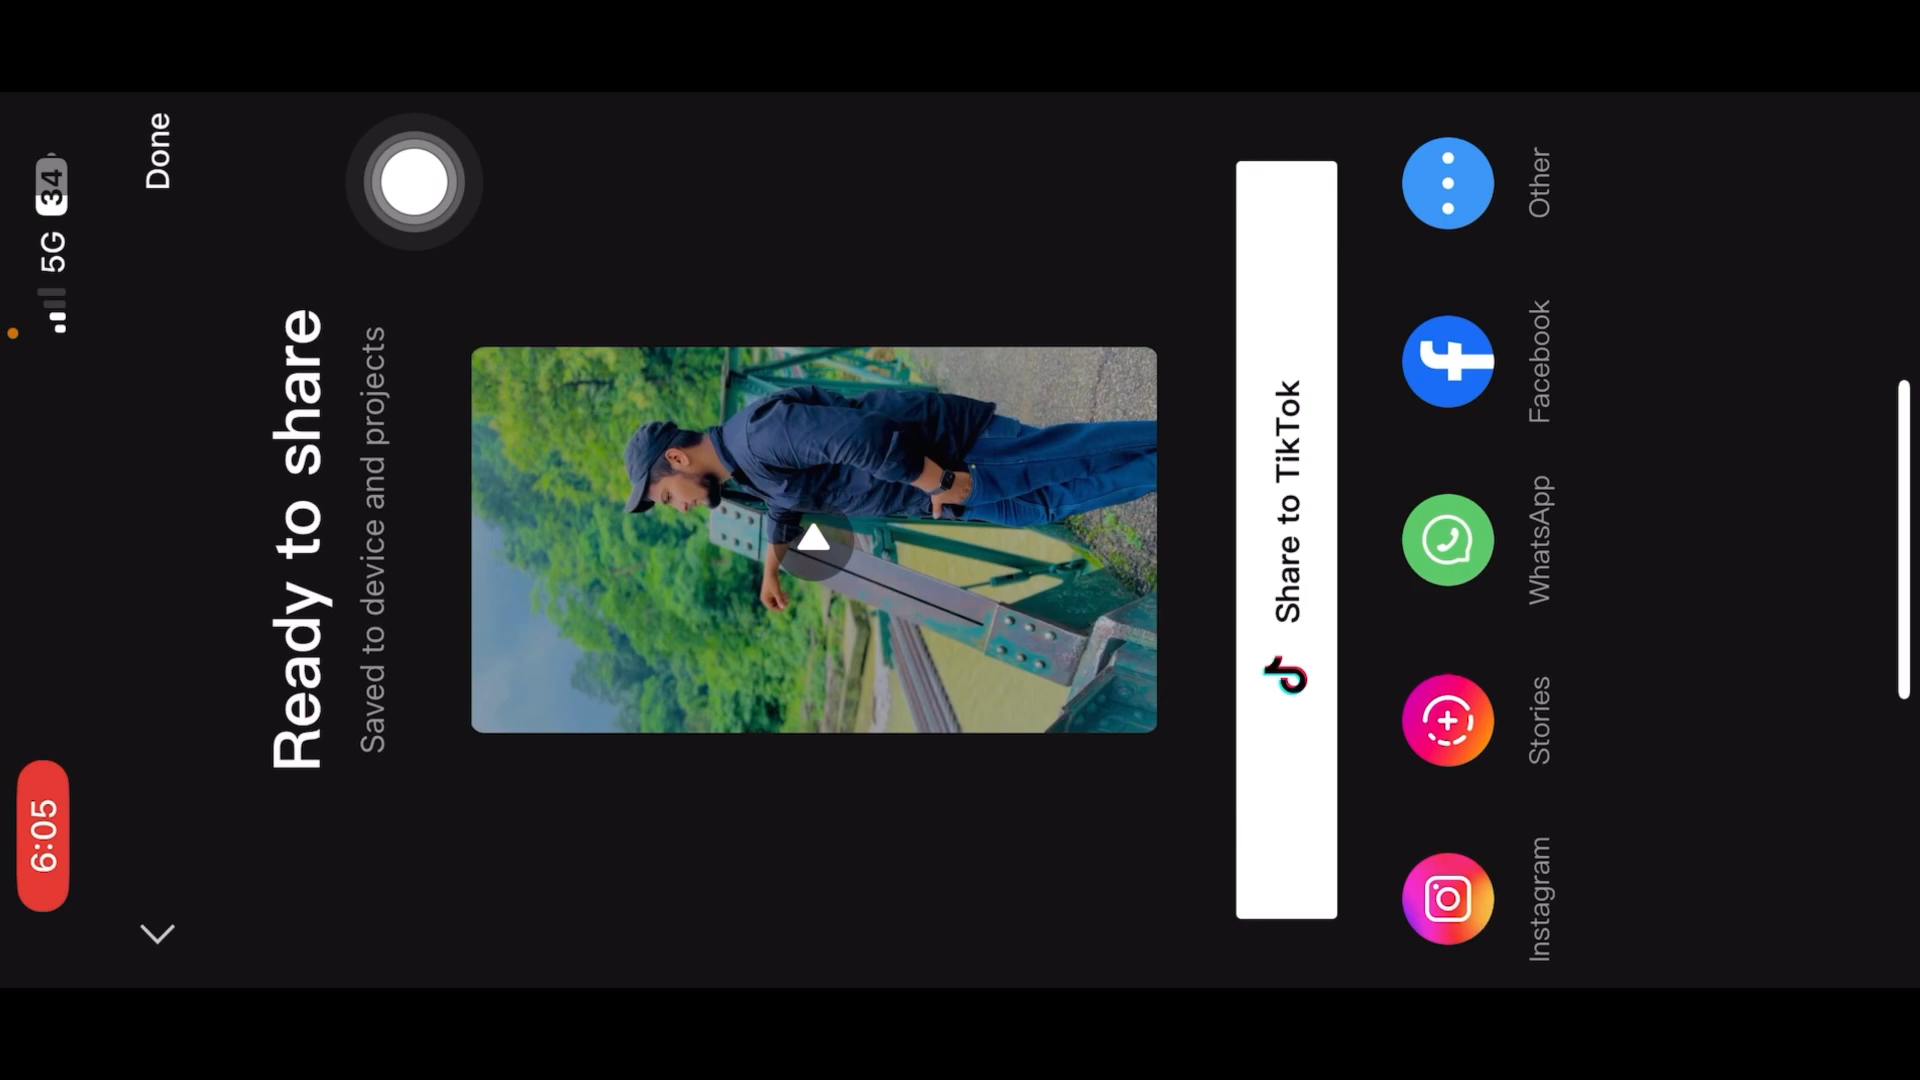 6:05
5G 34
Done
Ready to share
Saved to device and projects
Share to TikTok
Instagram
Stories
WhatsApp
Facebook
Other